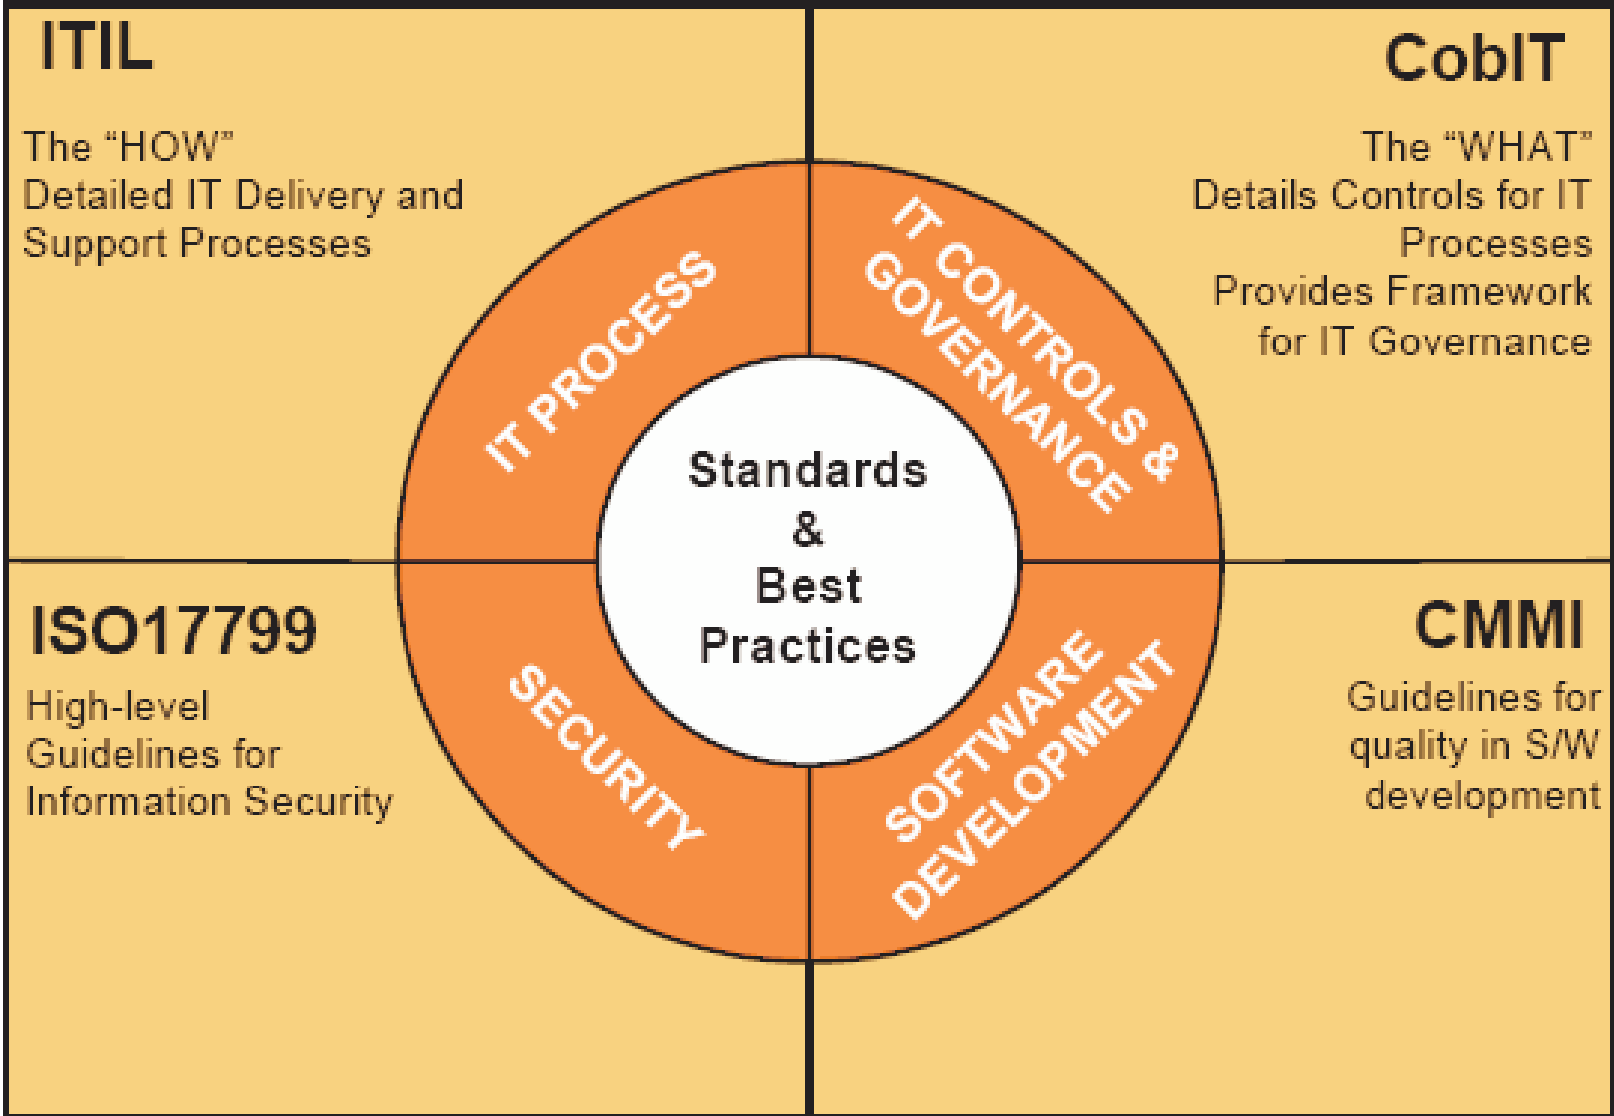 ITIL
The “HOW”
Detailed IT Delivery and
Support Processes
CobIT
The “WHAT”
Details Controls for IT
Processes
Provides Framework
for IT Governance
IT PROCESS
IT CONTROLS &
GOVERNANCE
Standards
&
Best
Practices
ISO17799
High-level
Guidelines for
Information Security
SECURITY
SOFTWARE
DEVELOPMENT
CMMI
Guidelines for
quality in S/W
development